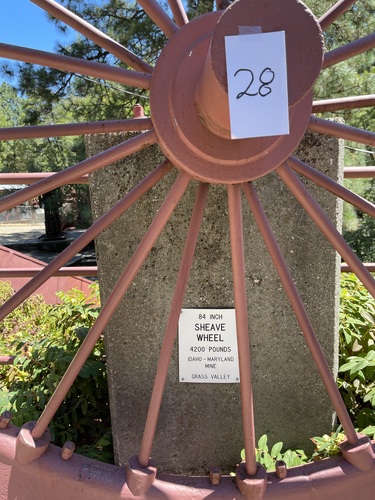 28
84 INCH
SHEAVE
WHEEL
4200 POUNDS
IDAHO - MARYLAND
MINE
GRASS VALLEY